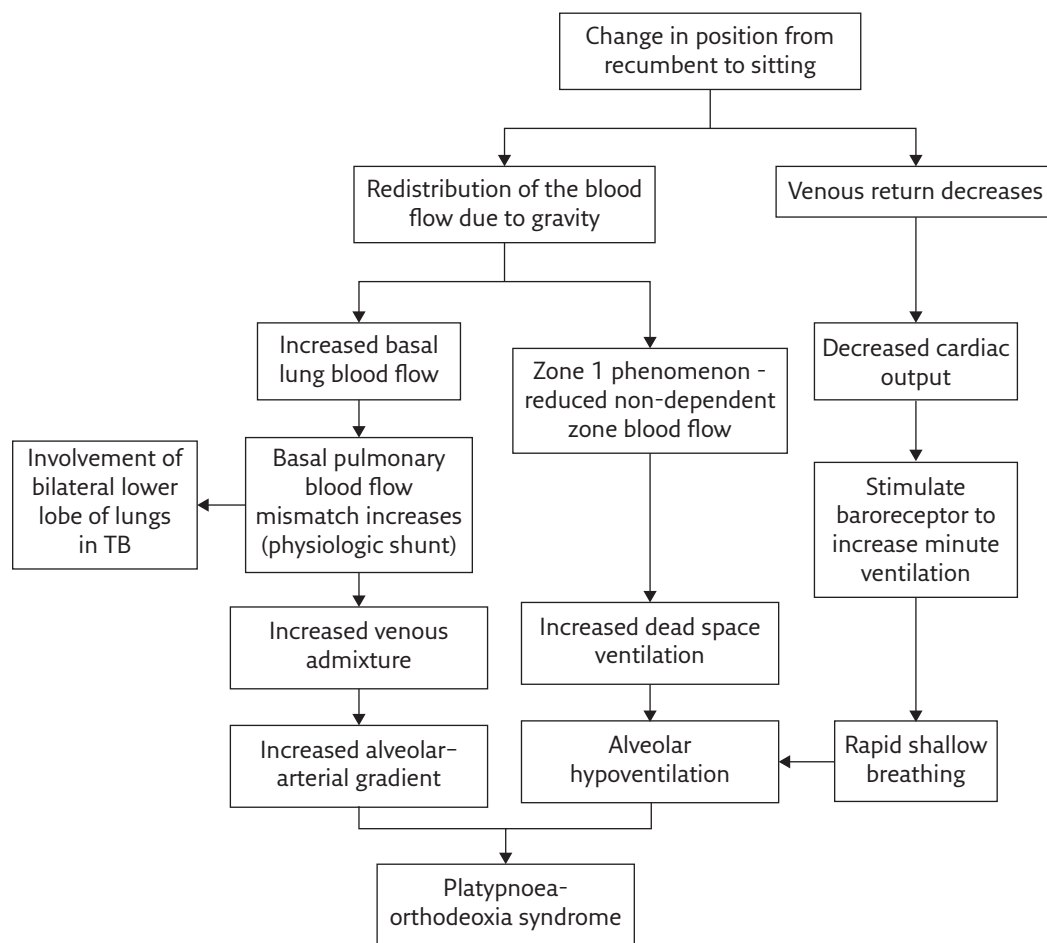 Change in position from
recumbent to sitting
Redistribution of the blood
flow due to gravity
Venous return decreases
Increased basal
lung blood flow
Zone 1 phenomenon -
reduced non-dependent
zone blood flow
Decreased cardiac
output
Involvement of
bilateral lower
lobe of lungs
in TB
Basal pulmonary
blood flow
mismatch increases
(physiologic shunt)
Stimulate
baroreceptor to
increase minute
ventilation
Increased venous
admixture
Increased dead space
ventilation
Increased alveolar–
arterial gradient
Alveolar
hypoventilation
Rapid shallow
breathing
Platypnoea-
orthodeoxia syndrome